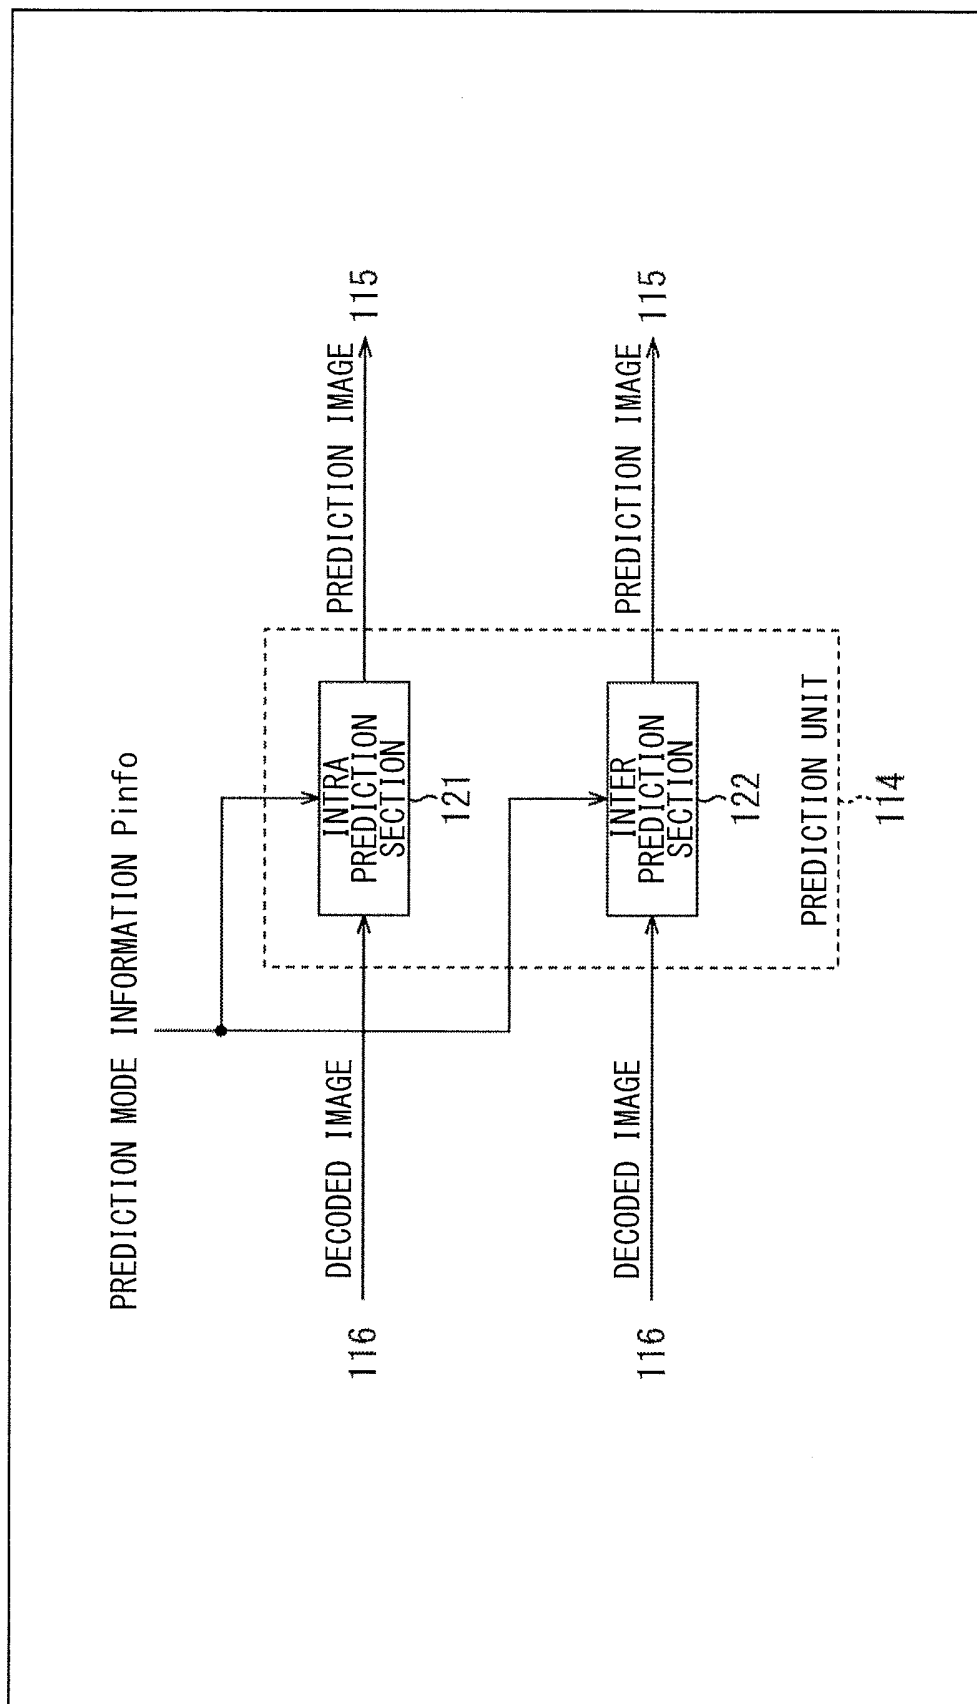 PREDICTION MODE INFORMATION Pinfo
116
DECODED IMAGE
INTRA
PREDICTION
SECTION
121
PREDICTION IMAGE
115
116
DECODED IMAGE
INTER
PREDICTION
SECTION
122
PREDICTION IMAGE
115
PREDICTION UNIT
114